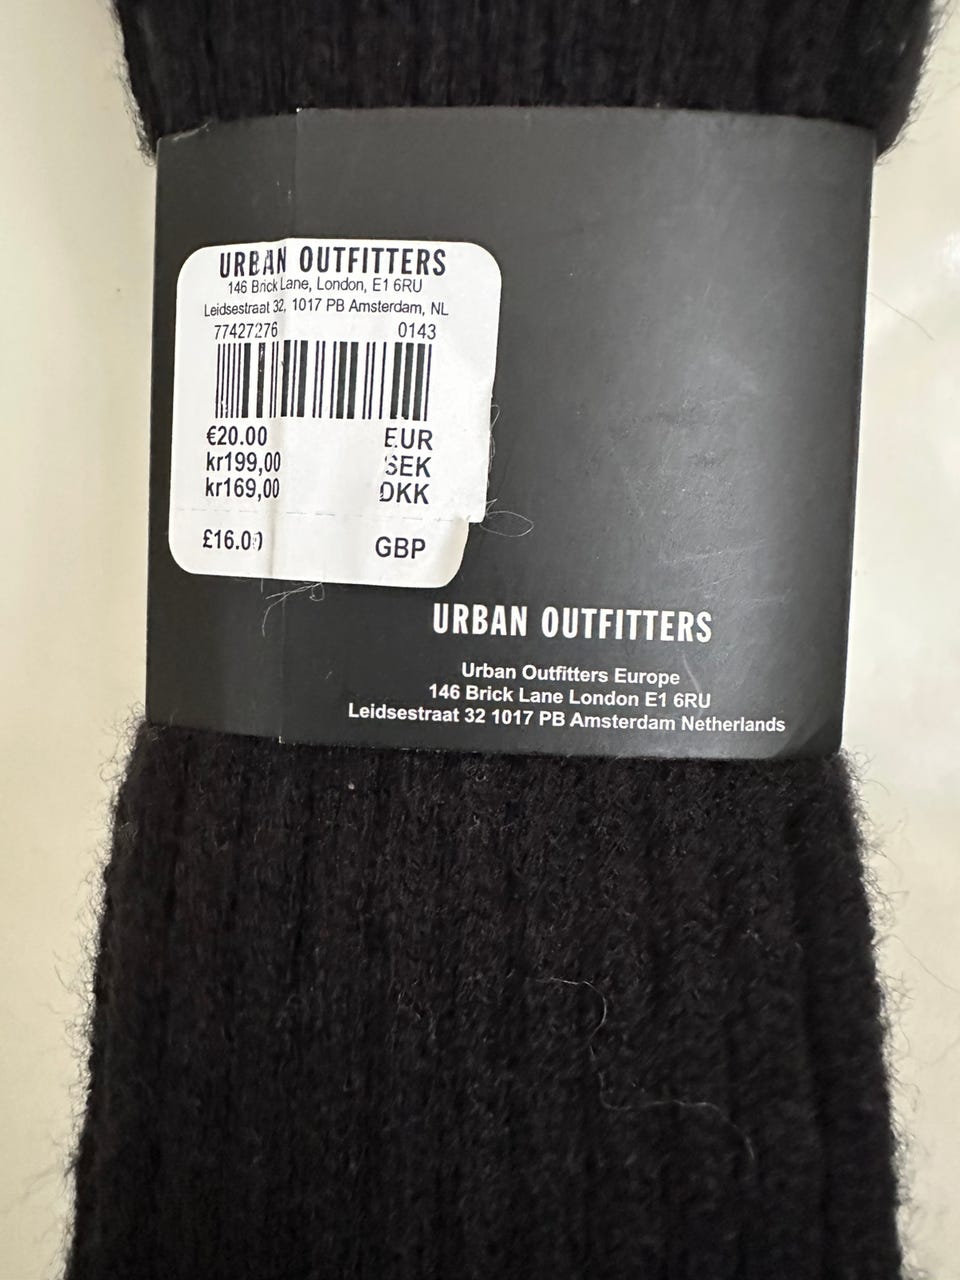 URBAN OUTFITTERS
146 Brick Lane, London, E1 6RU
Leidsestraat 32, 1017 PB Amsterdam, NL
77427276 0143
€20.00 EUR
kr199,00 SEK
kr169,00 DKK
£16.00 GBP
URBAN OUTFITTERS
Urban Outfitters Europe
146 Brick Lane London E1 6RU
Leidsestraat 32 1017 PB Amsterdam Netherlands